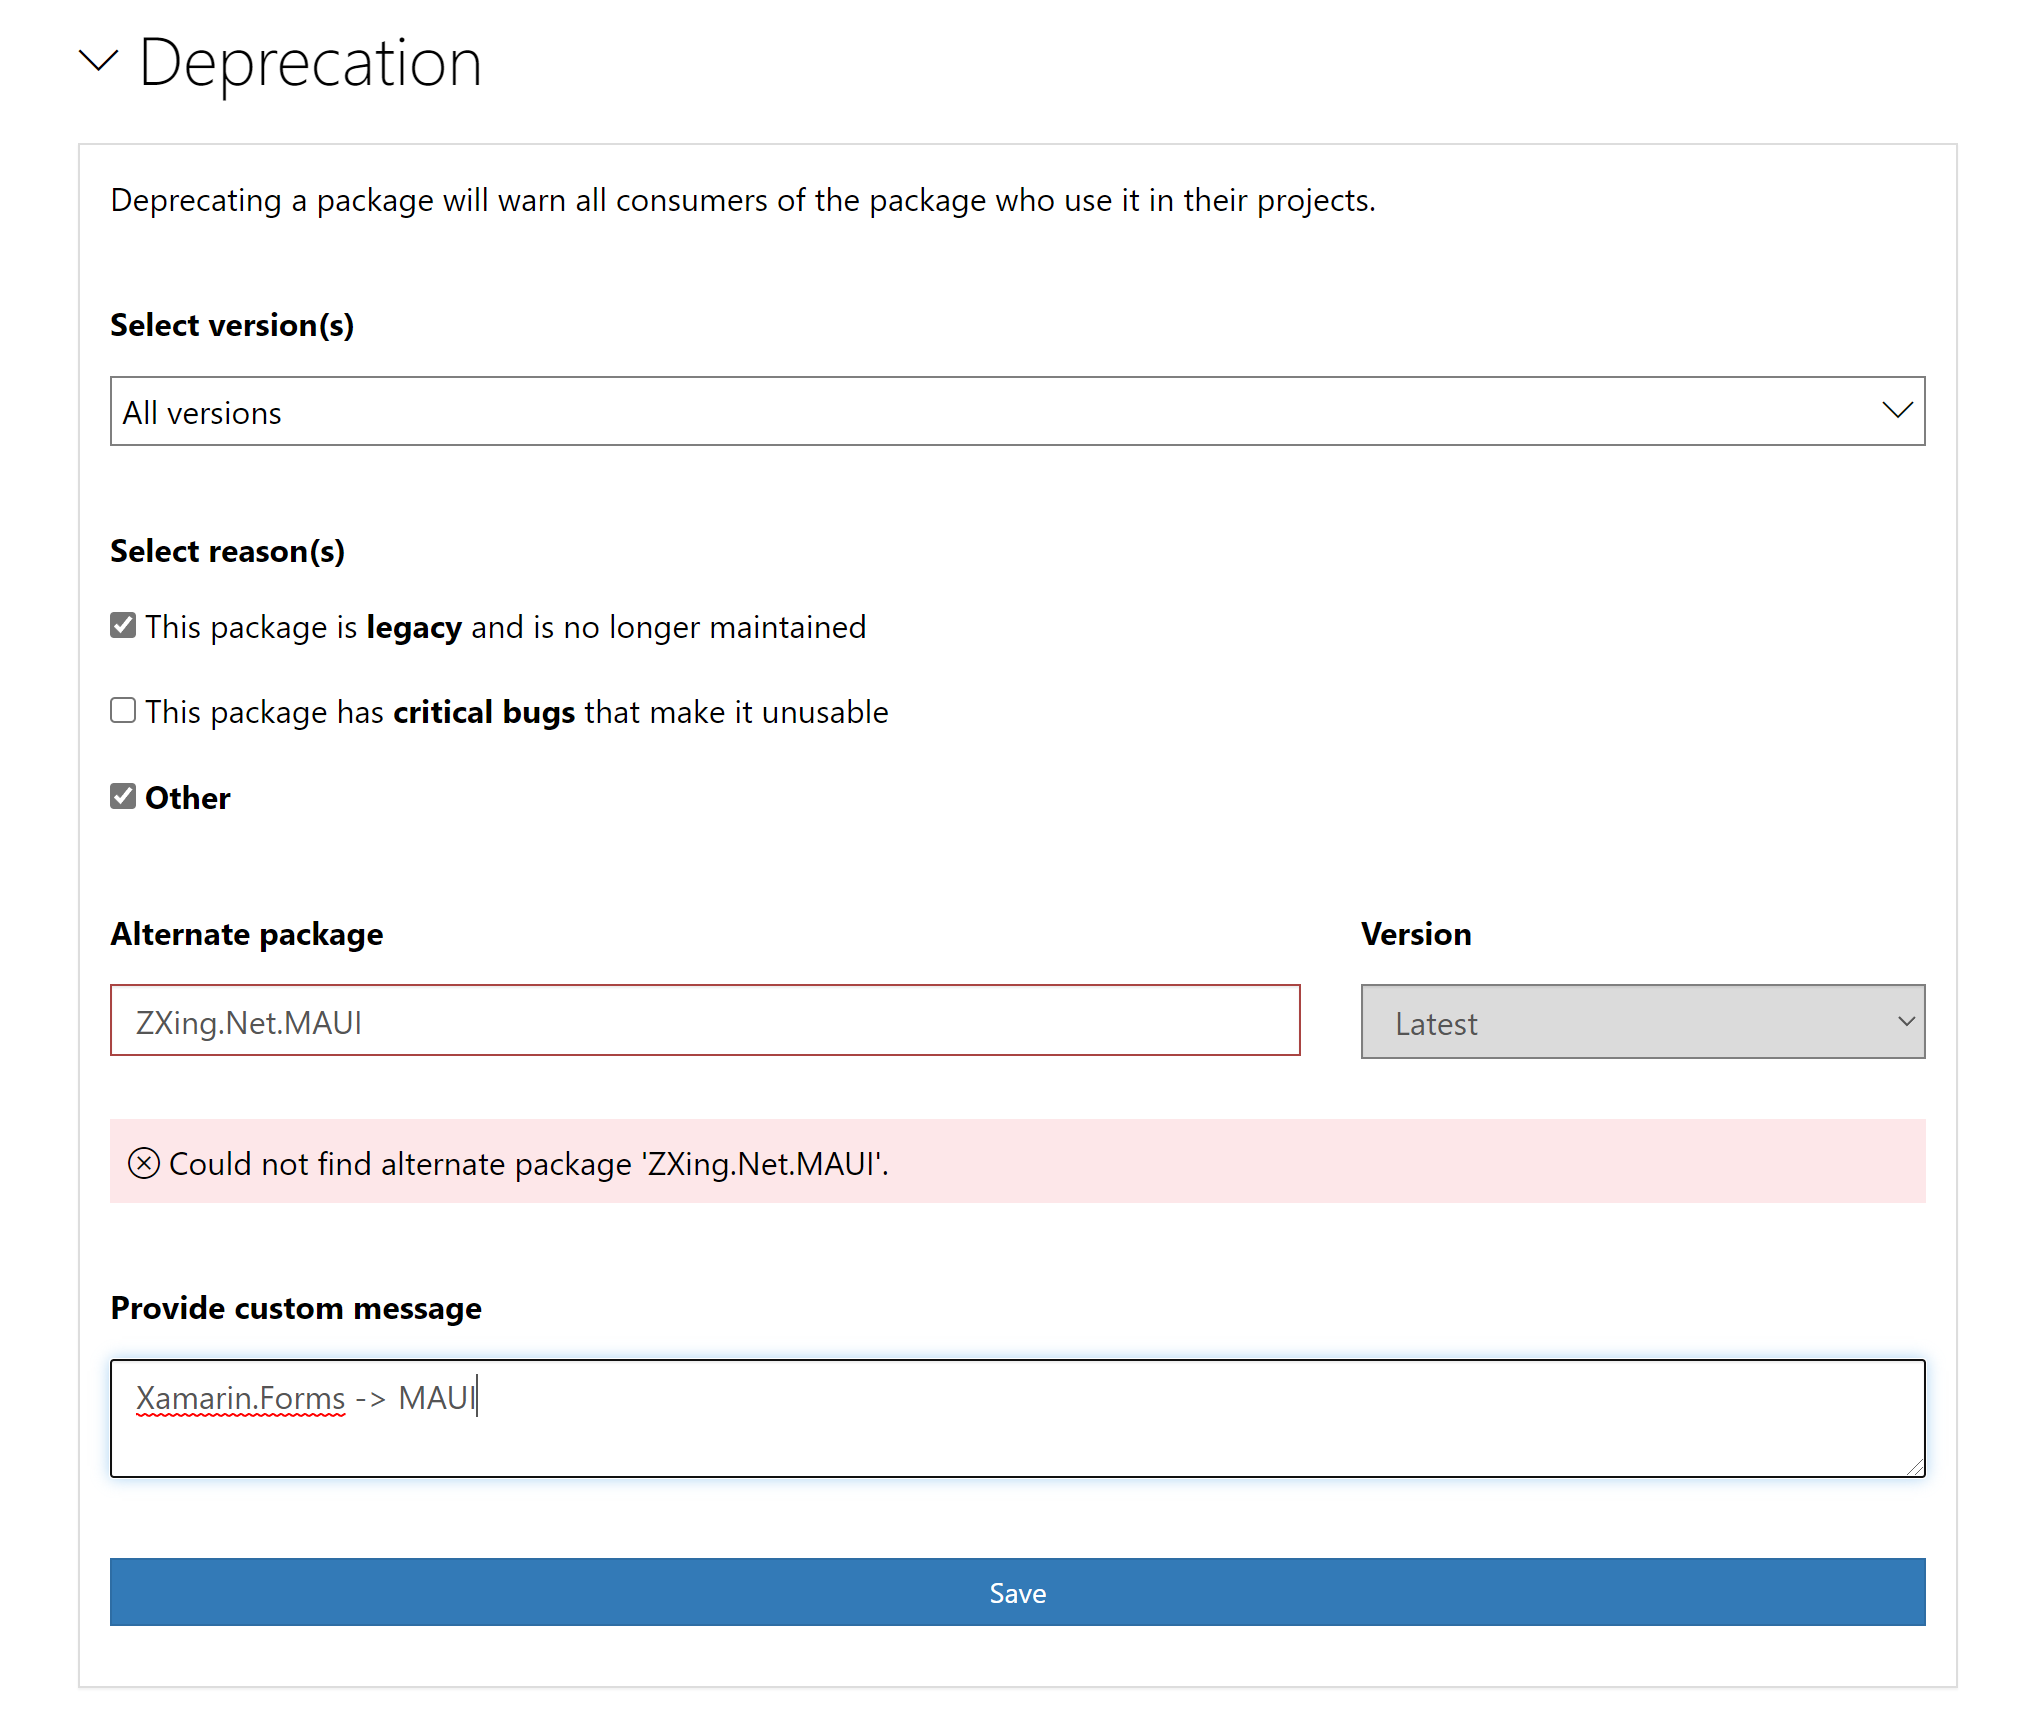 Deprecation
Deprecating a package will warn all consumers of the package who use it in their projects.
Select version(s)
All versions
Select reason(s)
This package is legacy and is no longer maintained
This package has critical bugs that make it unusable
Other
Alternate package
Version
ZXing.Net.MAUI
Latest
Could not find alternate package 'ZXing.Net.MAUI'.
Provide custom message
Xamarin.Forms -> MAUI
Save